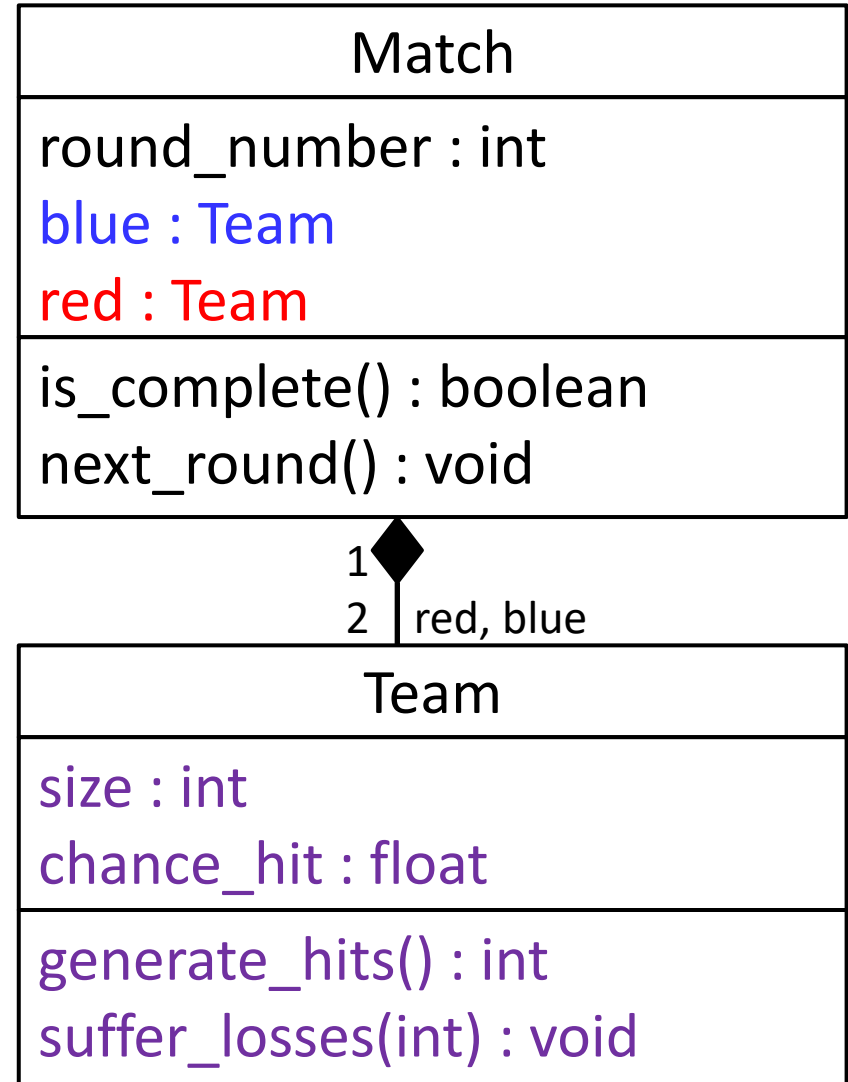 Match
round_number : int
blue : Team
red : Team
is_complete() : boolean
next_round() : void
1
2 red, blue
Team
size : int
chance_hit : float
generate_hits() : int
suffer_losses(int) : void